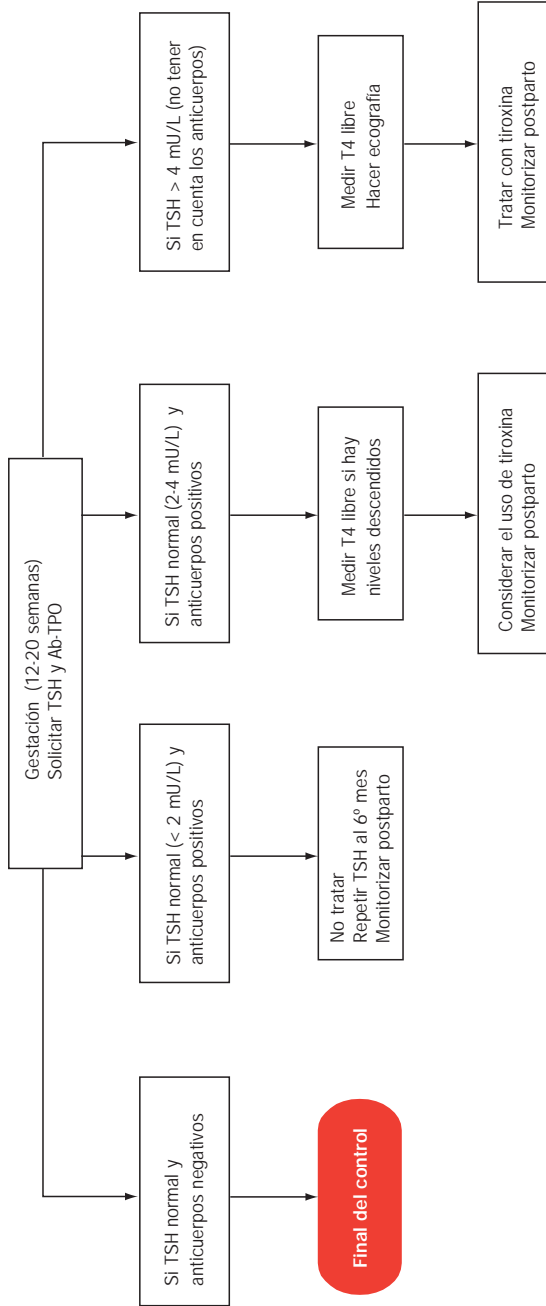 Gestación (12-20 semanas)
Solicitar TSH y Ab-TPO
Si TSH normal y
anticuerpos negativos
Si TSH normal (< 2 mU/L) y
anticuerpos positivos
Si TSH normal (2-4 mU/L) y
anticuerpos positivos
Si TSH > 4 mU/L (no tener
en cuenta los anticuerpos)
Final del control
No tratar
Repetir TSH al 6º mes
Monitorizar postparto
Medir T4 libre si hay
niveles descendidos
Medir T4 libre
Hacer ecografía
Considerar el uso de tiroxina
Monitorizar postparto
Tratar con tiroxina
Monitorizar postparto